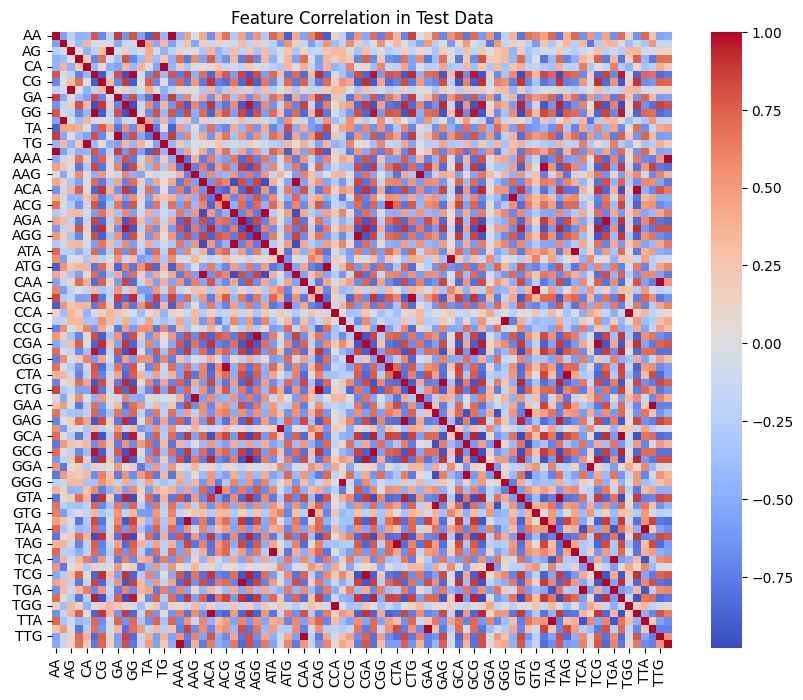 Feature Correlation in Test Data
AA
AG
CA
CG
GA
GG
TA
TG
AAA
AAG
ACA
ACG
AGA
AGG
ATA
ATG
CAA
CAG
CCA
CCG
CGA
CGG
CTA
CTG
GAA
GAG
GCA
GCG
GGA
GGG
GTA
GTG
TAA
TAG
TCA
TCG
TGA
TGG
TTA
TTG
AA AG CA CG GA GG TA TG AAA AAG ACA ACG AGA AGG ATA ATG CAA CAG CCA CCG CGA CGG CTA CTG GAA GAG GCA GCG GGA GGG GTA GTG TAA TAG TCA TCG TGA TGG TTA TTG
1.00
0.75
0.50
0.25
0.00
−0.25
−0.50
−0.75